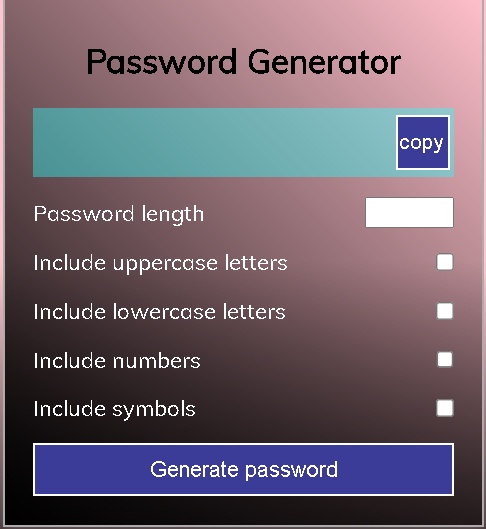 Password Generator
copy
Password length
Include uppercase letters
Include lowercase letters
Include numbers
Include symbols
Generate password